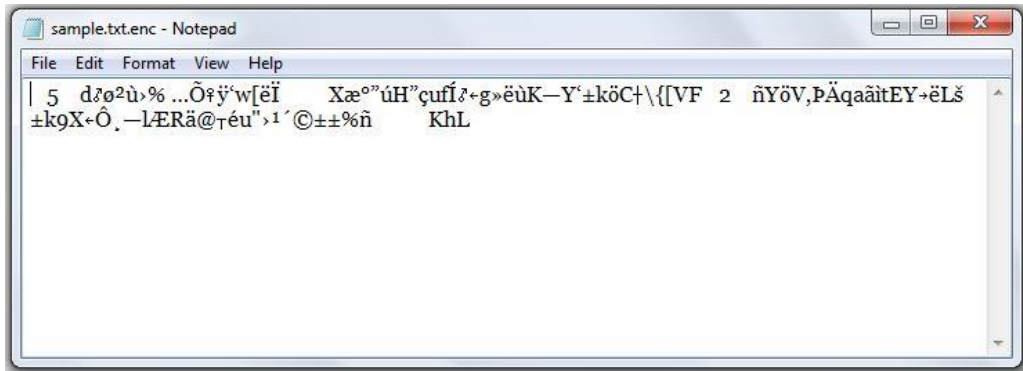 sample.txt.enc - Notepad
File Edit Format View Help
5 d♂ø²ù›% …Õ♀ÿ‘w[ëÏ Xæ°”úH”çufÍ♂←g»ëùK—Y‘±köC†\{[VF 2 ñYöV,ÞÄqaãìtEY→ëLš
±k9X←Ô¸—lÆRä@┬éu"›¹´©±±%ñ KhL